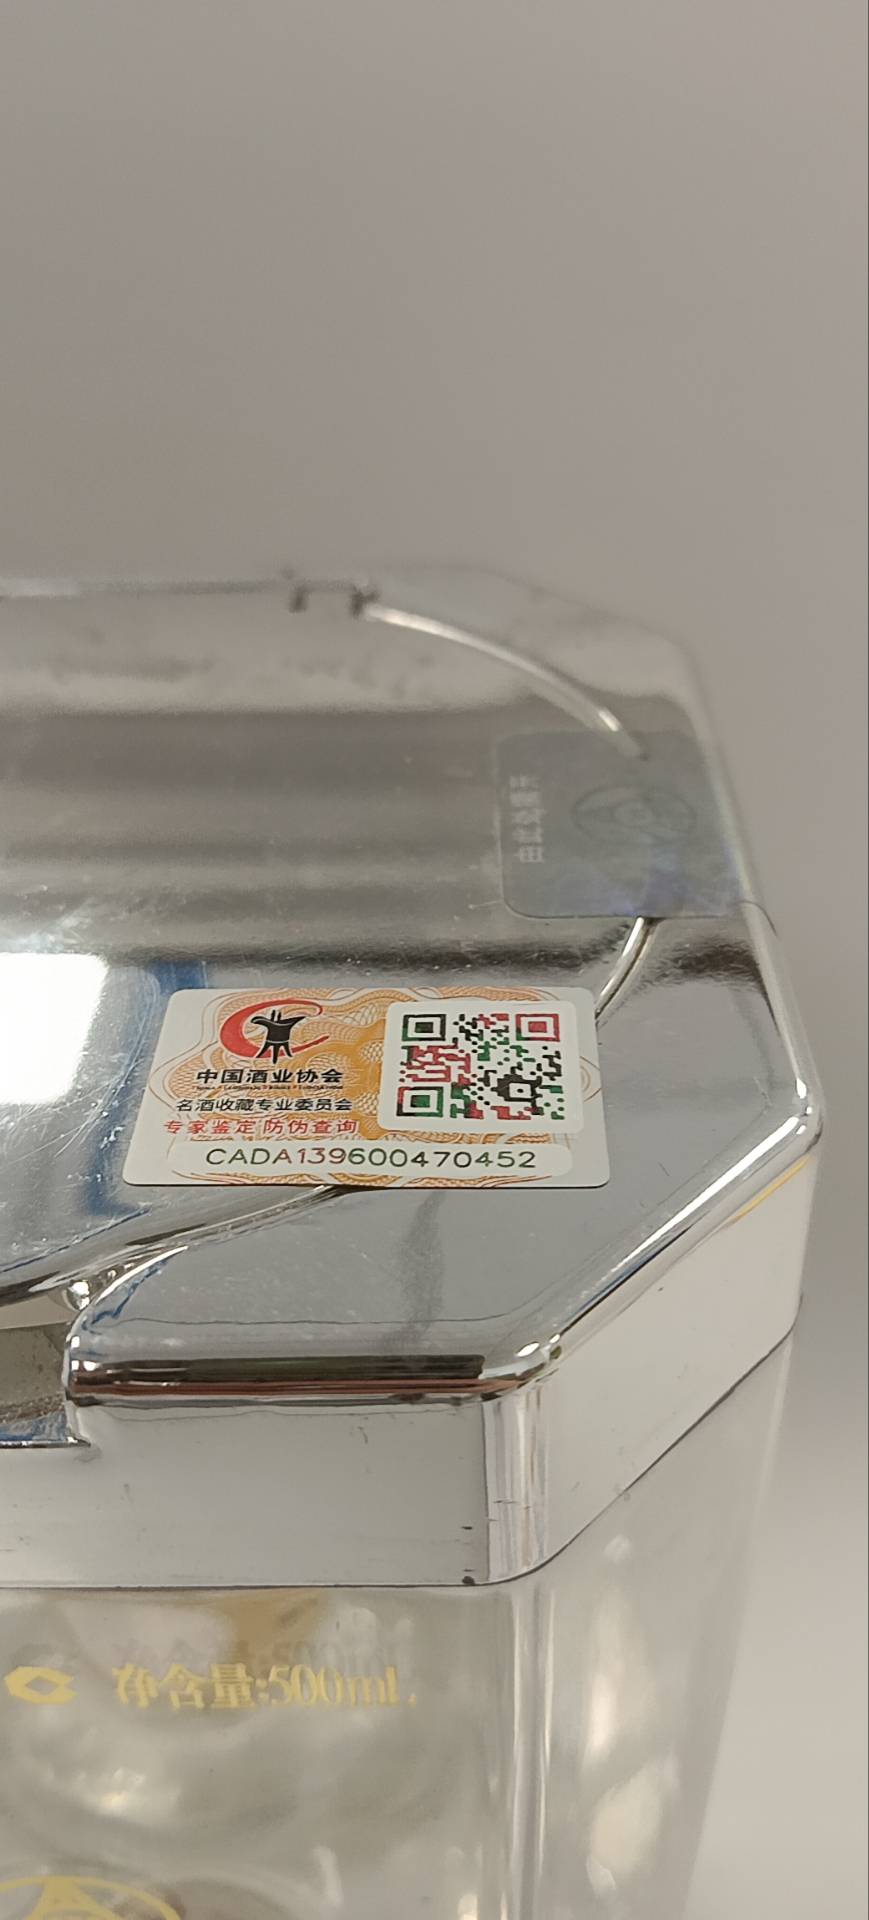 中国酒业协会
名酒收藏专业委员会
专家鉴定 防伪查询
CADA139600470452
净含量:500mL